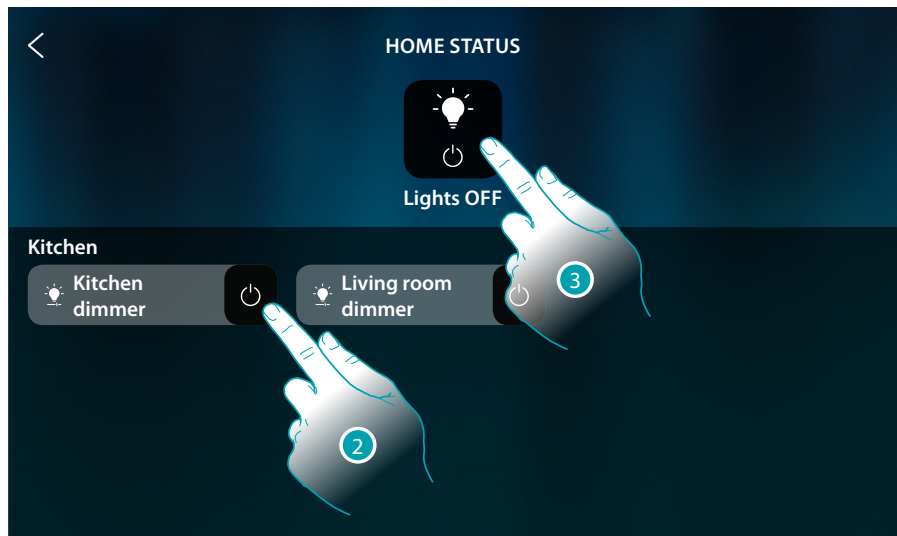 HOME STATUS
Lights OFF
Kitchen
Kitchen
dimmer
Living room
dimmer
3
2